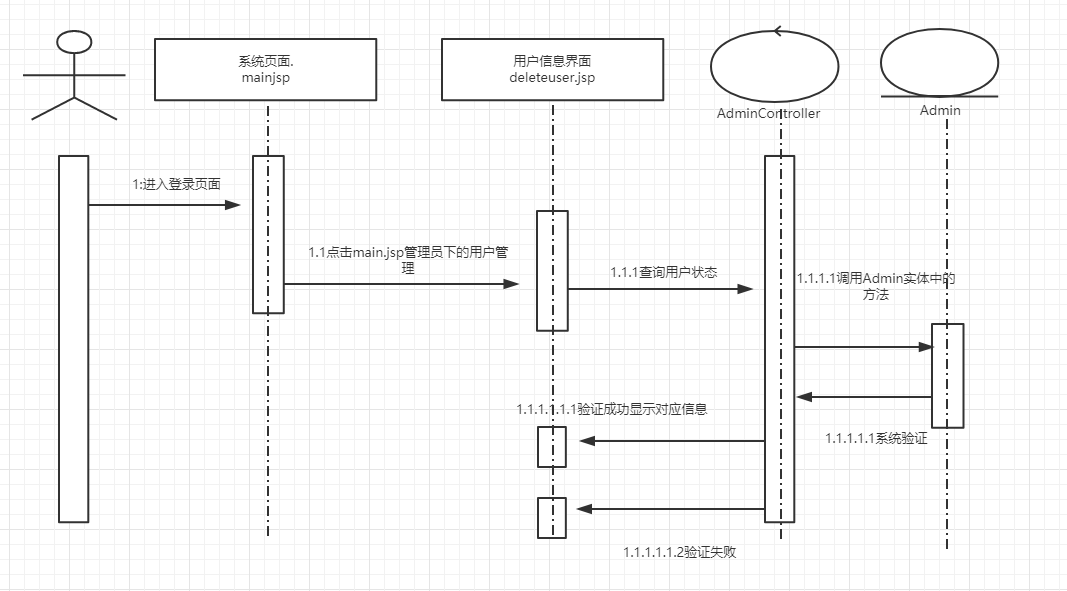 系统页面.
mainjsp
用户信息界面
deleteuser.jsp
AdminController
Admin
1:进入登录页面
1.1点击main.jsp管理员下的用户管
理
1.1.1查询用户状态
1.1.1.1调用Admin实体中的
方法
1.1.1.1.1.1验证成功显示对应信息
1.1.1.1.1系统验证
1.1.1.1.1.2验证失败